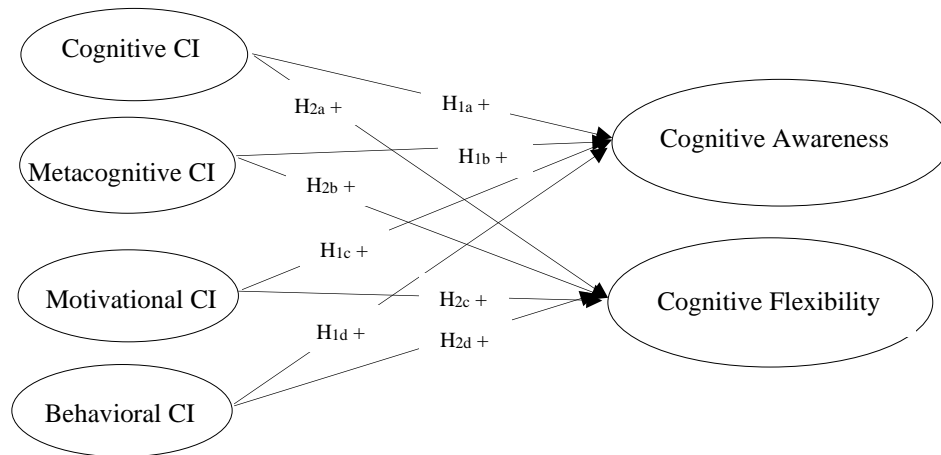 Cognitive CI
H2a +
H1a +
Cognitive Awareness
Metacognitive CI
H1b +
H2b +
H1c +
Motivational CI
H2c +
Cognitive Flexibility
H1d +
H2d +
Behavioral CI